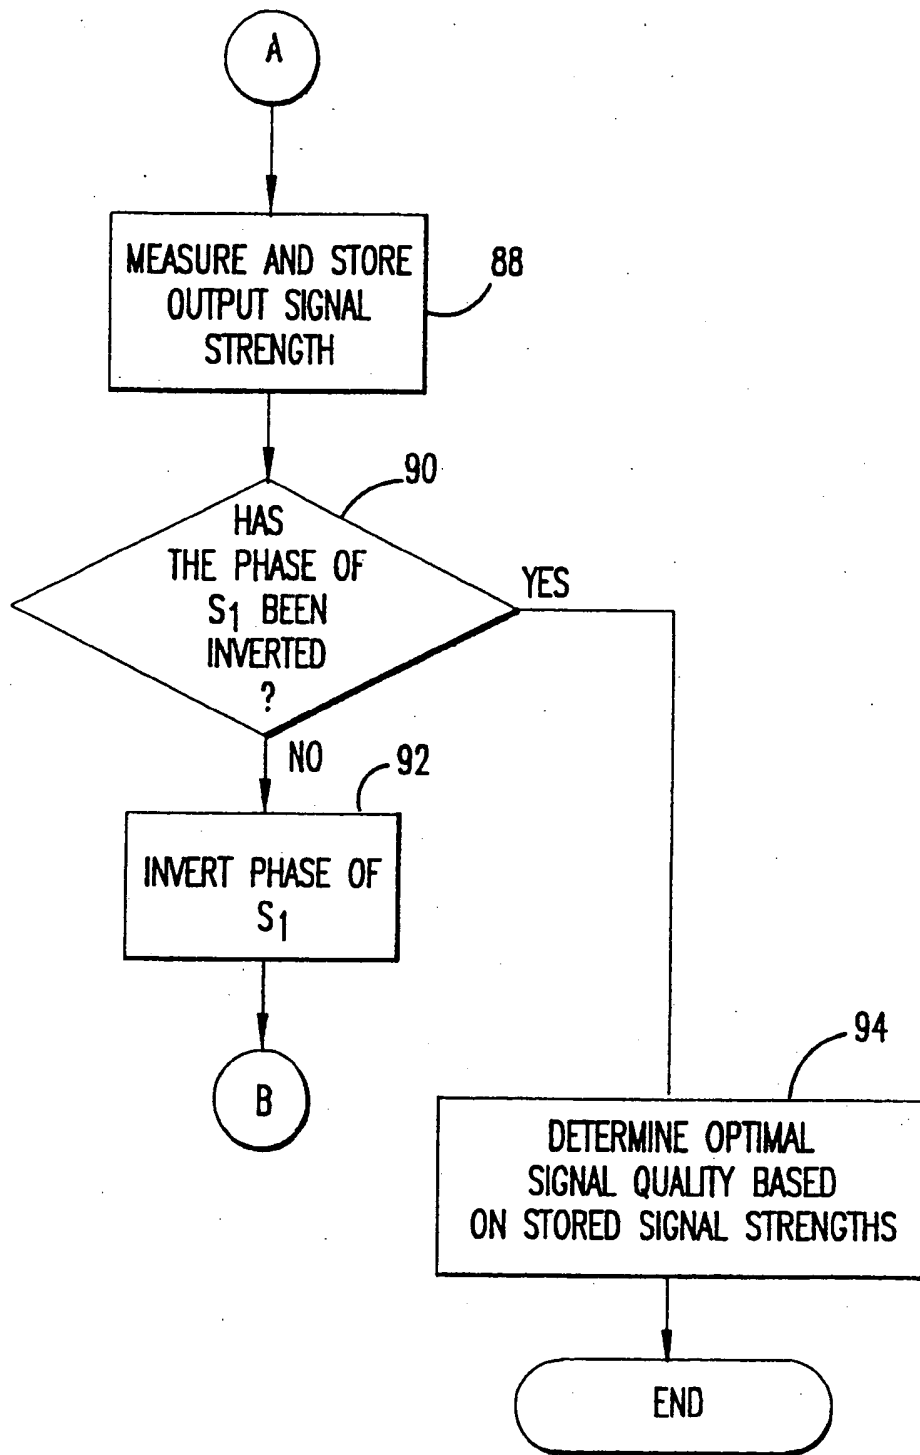 A
MEASURE AND STORE
OUTPUT SIGNAL
STRENGTH
88
90
HAS
THE PHASE OF
S1 BEEN
INVERTED
?
YES
NO
92
INVERT PHASE OF
S1
B
94
DETERMINE OPTIMAL
SIGNAL QUALITY BASED
ON STORED SIGNAL STRENGTHS
END